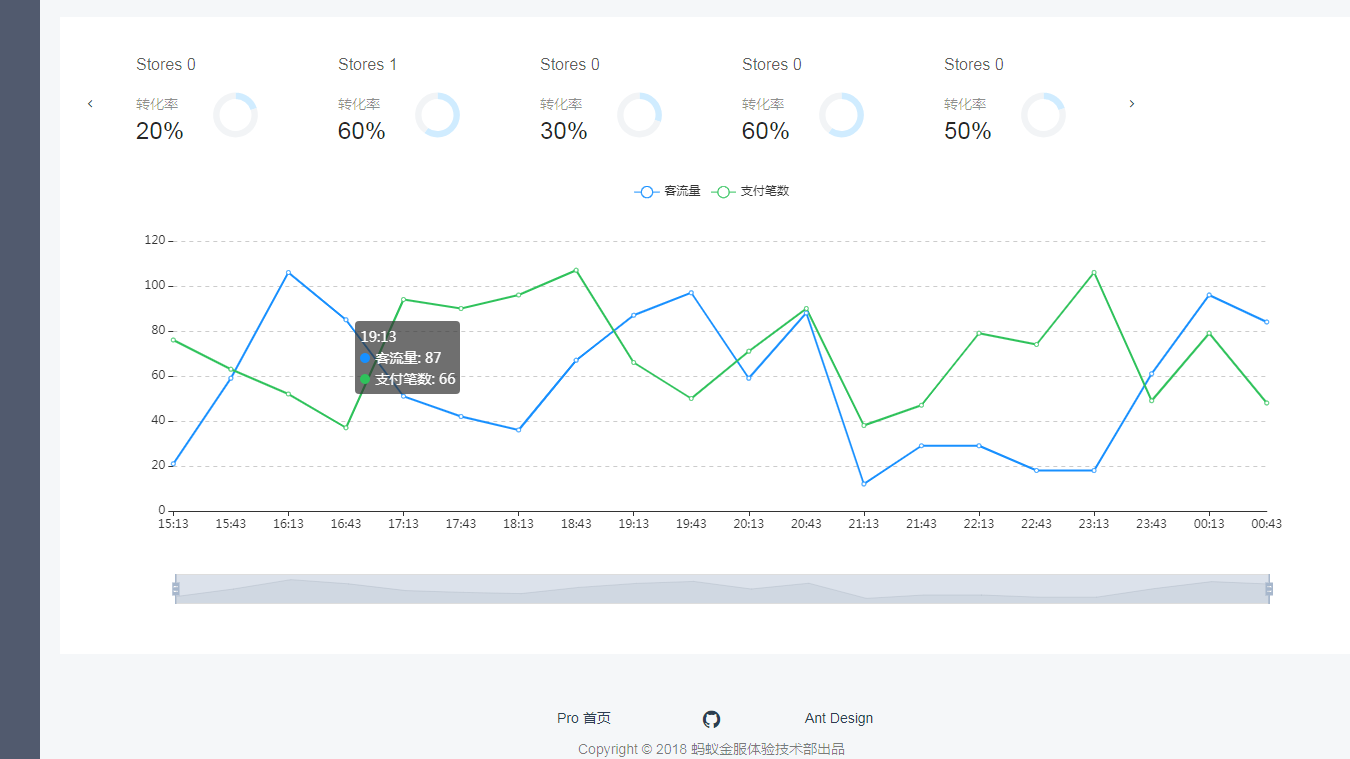 Stores 0
转化率
20%
Stores 1
转化率
60%
Stores 0
转化率
30%
Stores 0
转化率
60%
Stores 0
转化率
50%
客流量 支付笔数
120
100
80
60
40
20
0
19:13
客流量: 87
支付笔数: 66
15:13 15:43 16:13 16:43 17:13 17:43 18:13 18:43 19:13 19:43 20:13 20:43 21:13 21:43 22:13 22:43 23:13 23:43 00:13 00:43
Pro 首页 Ant Design
Copyright © 2018 蚂蚁金服体验技术部出品